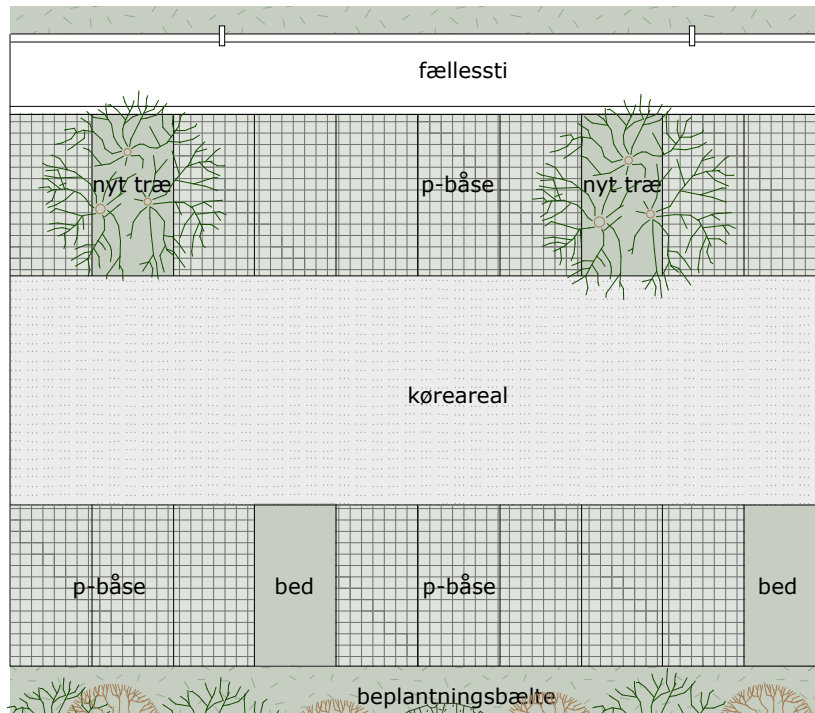 fællessti
nyt træ
p-båse
nyt træ
køreareal
p-båse
bed
p-båse
bed
beplantningsbælte